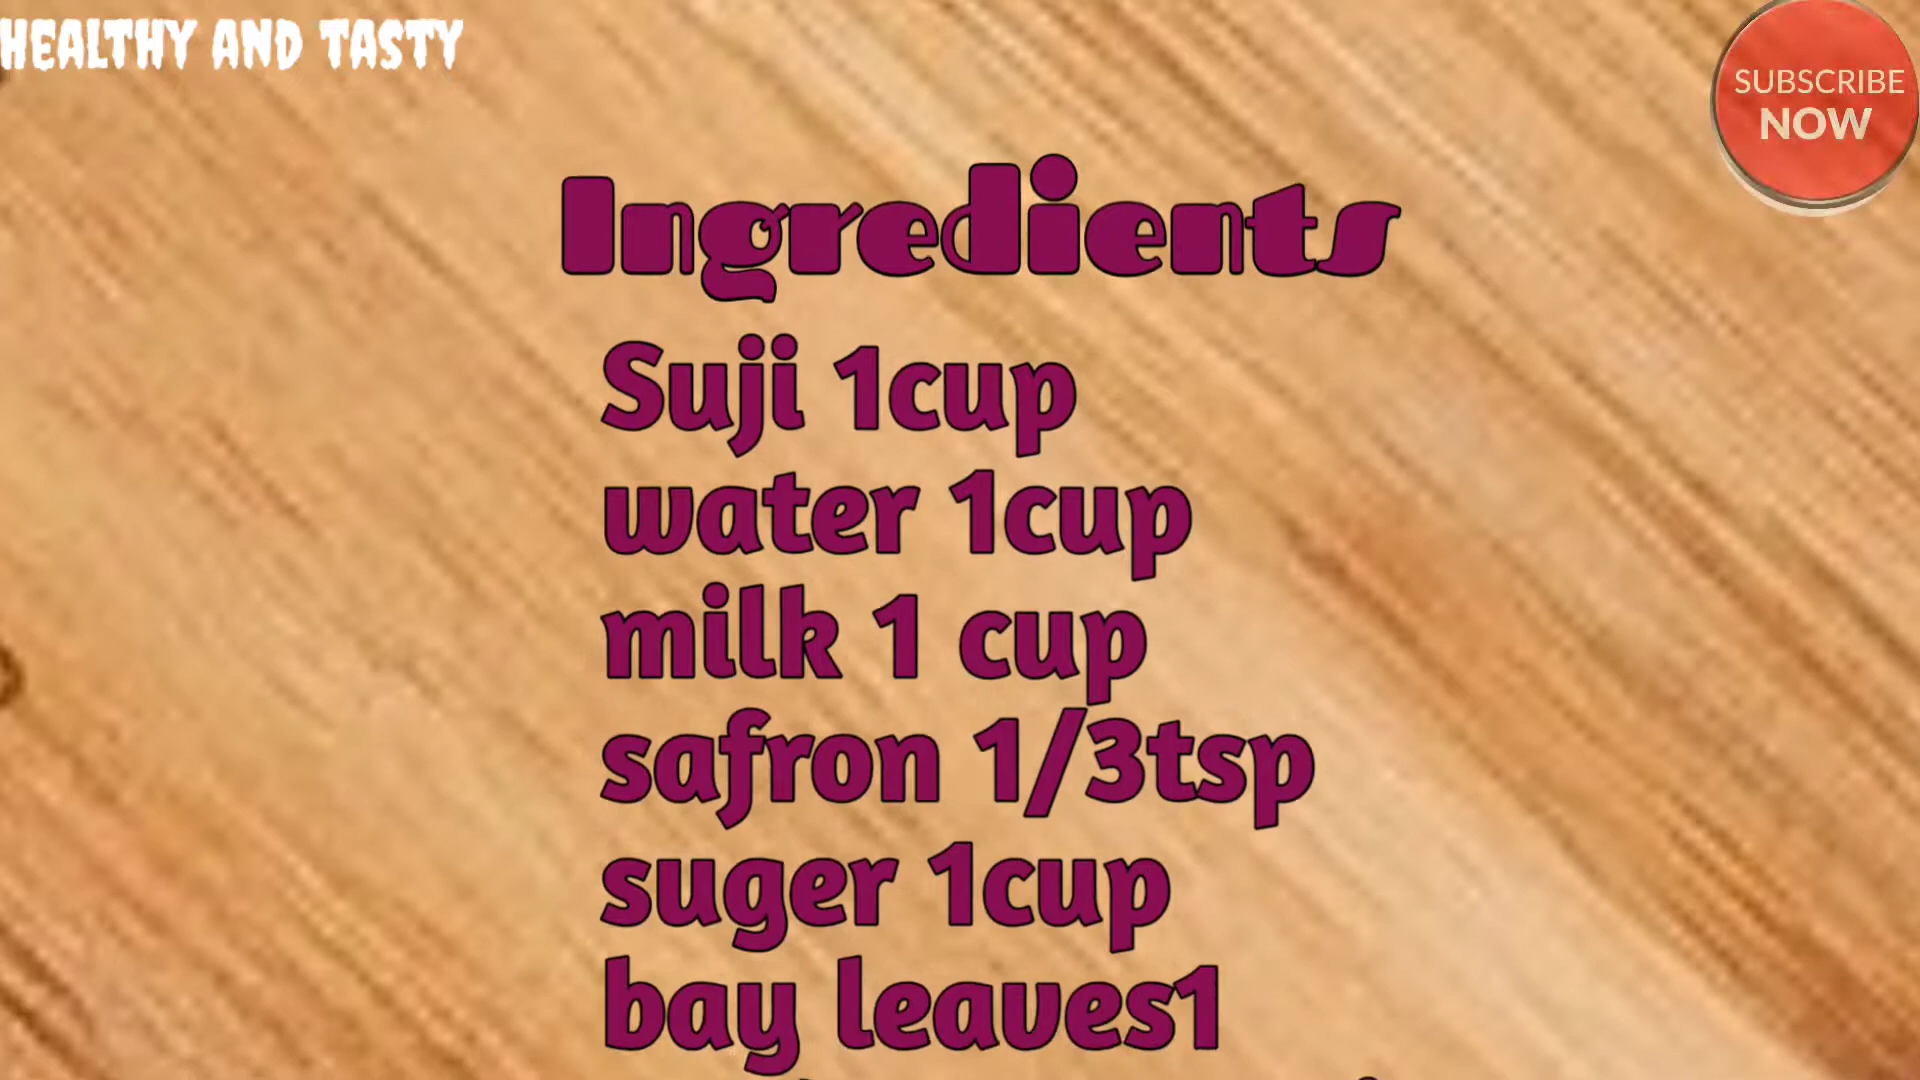 HEALTHY AND TASTY
SUBSCRIBE
NOW
Ingredients
Suji 1cup
water 1cup
milk 1 cup
safron 1/3tsp
suger 1cup
bay leaves1